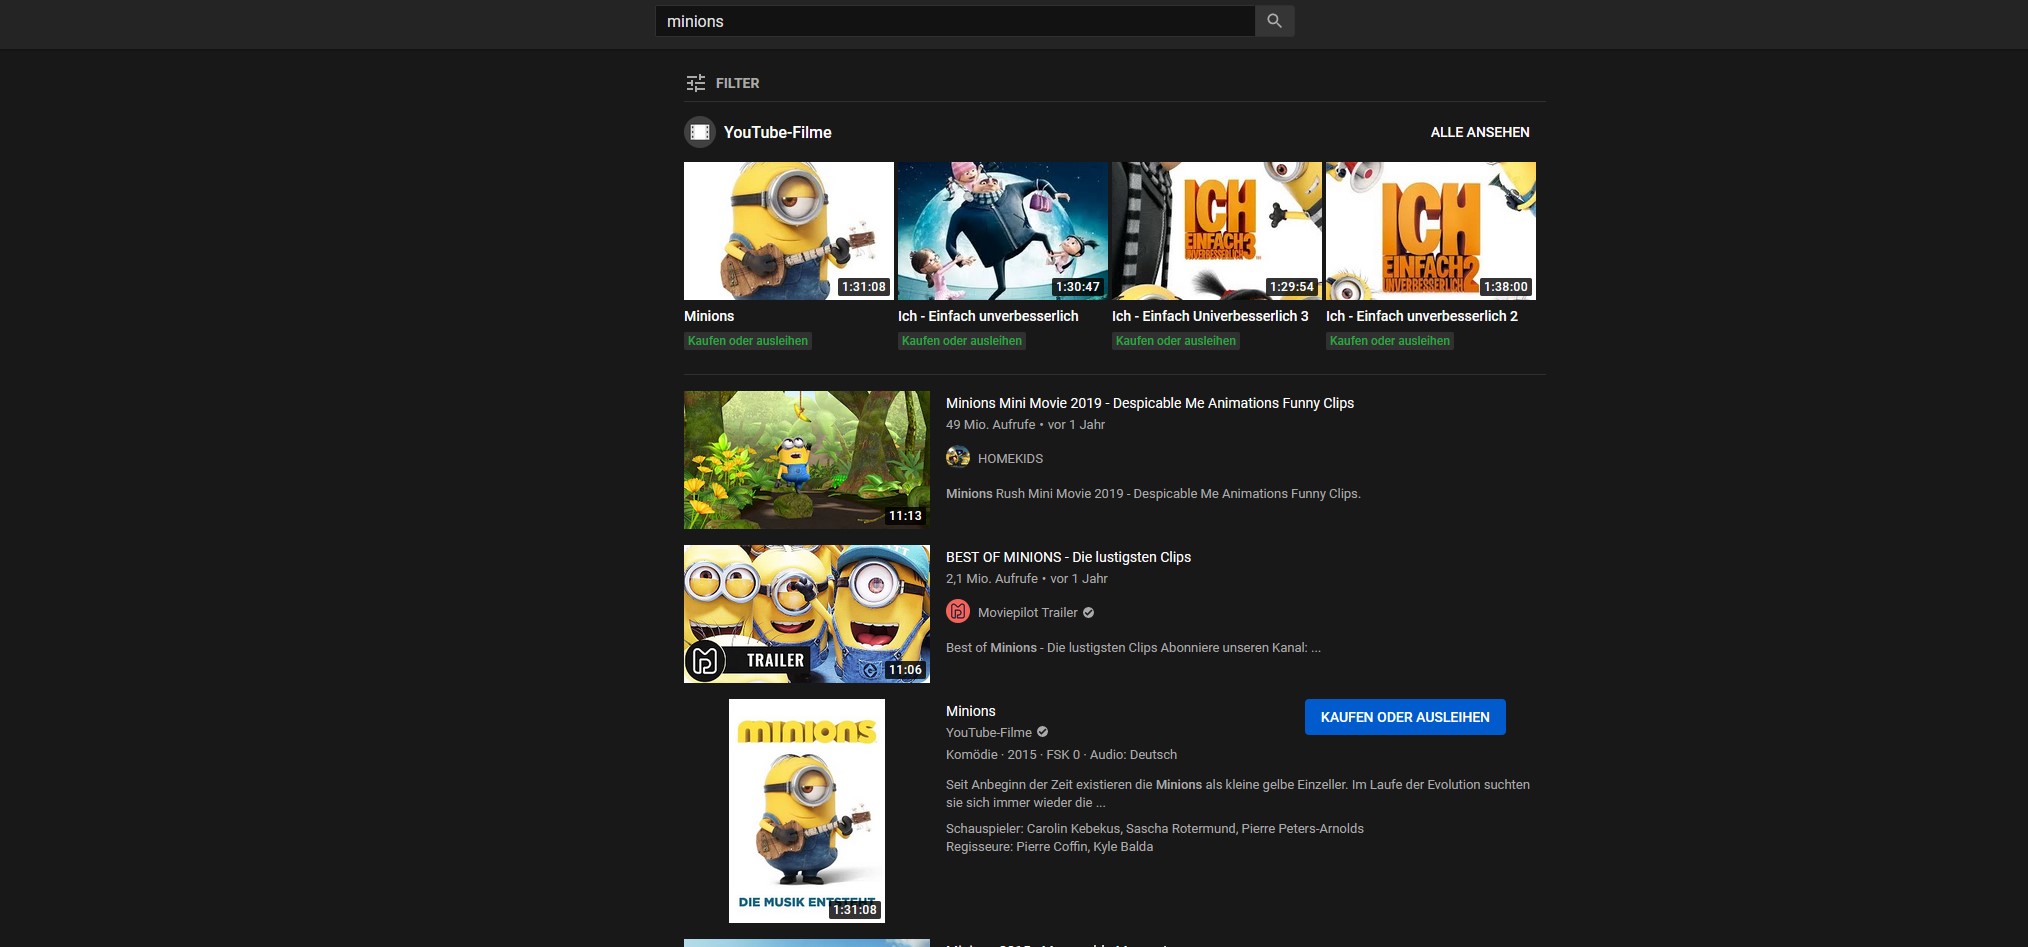 minions
FILTER
YouTube-Filme
ALLE ANSEHEN
ICH
EINFACH3
UNVERBESSERLICH
ICH
EINFACH2
UNVERBESSERLICH
1:31:08
1:30:47
1:29:54
1:38:00
Minions
Ich - Einfach unverbesserlich
Ich - Einfach Univerbesserlich 3
Ich - Einfach unverbesserlich 2
Kaufen oder ausleihen
Kaufen oder ausleihen
Kaufen oder ausleihen
Kaufen oder ausleihen
Minions Mini Movie 2019 - Despicable Me Animations Funny Clips
49 Mio. Aufrufe • vor 1 Jahr
HOMEKIDS
Minions Rush Mini Movie 2019 - Despicable Me Animations Funny Clips.
11:13
BEST OF MINIONS - Die lustigsten Clips
2,1 Mio. Aufrufe • vor 1 Jahr
Moviepilot Trailer
Best of Minions - Die lustigsten Clips Abonniere unseren Kanal: ...
TRAILER
11:06
minions
DIE MUSIK ENTSTEHT
1:31:08
Minions
KAUFEN ODER AUSLEIHEN
YouTube-Filme
Komödie · 2015 · FSK 0 · Audio: Deutsch
Seit Anbeginn der Zeit existieren die Minions als kleine gelbe Einzeller. Im Laufe der Evolution suchten
sie sich immer wieder die ...
Schauspieler: Carolin Kebekus, Sascha Rotermund, Pierre Peters-Arnolds
Regisseure: Pierre Coffin, Kyle Balda